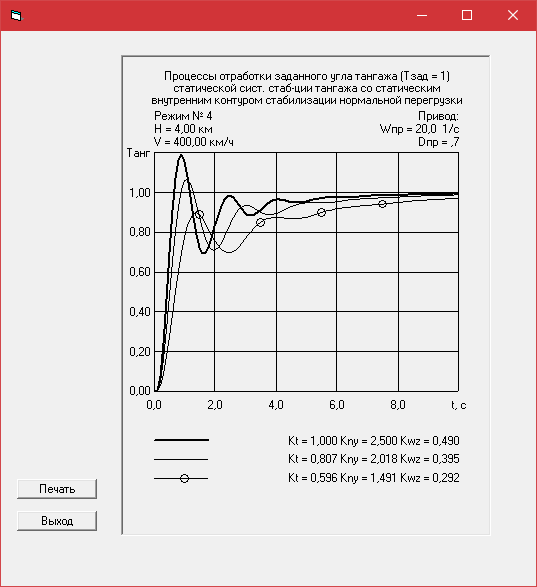 Процессы отработки заданного угла тангажа (Тзад = 1)
статической сист. стаб-ции тангажа со статическим
внутренним контуром стабилизации нормальной перегрузки
Режим № 4 Привод:
H = 4,00 км Wпр = 20,0 1/с
V = 400,00 км/ч Dпр = ,7
Танг
1,00
0,80
0,60
0,40
0,20
0,00
0,0 2,0 4,0 6,0 8,0 t, c
Kt = 1,000 Kny = 2,500 Kwz = 0,490
Kt = 0,807 Kny = 2,018 Kwz = 0,395
Kt = 0,596 Kny = 1,491 Kwz = 0,292
Печать
Выход